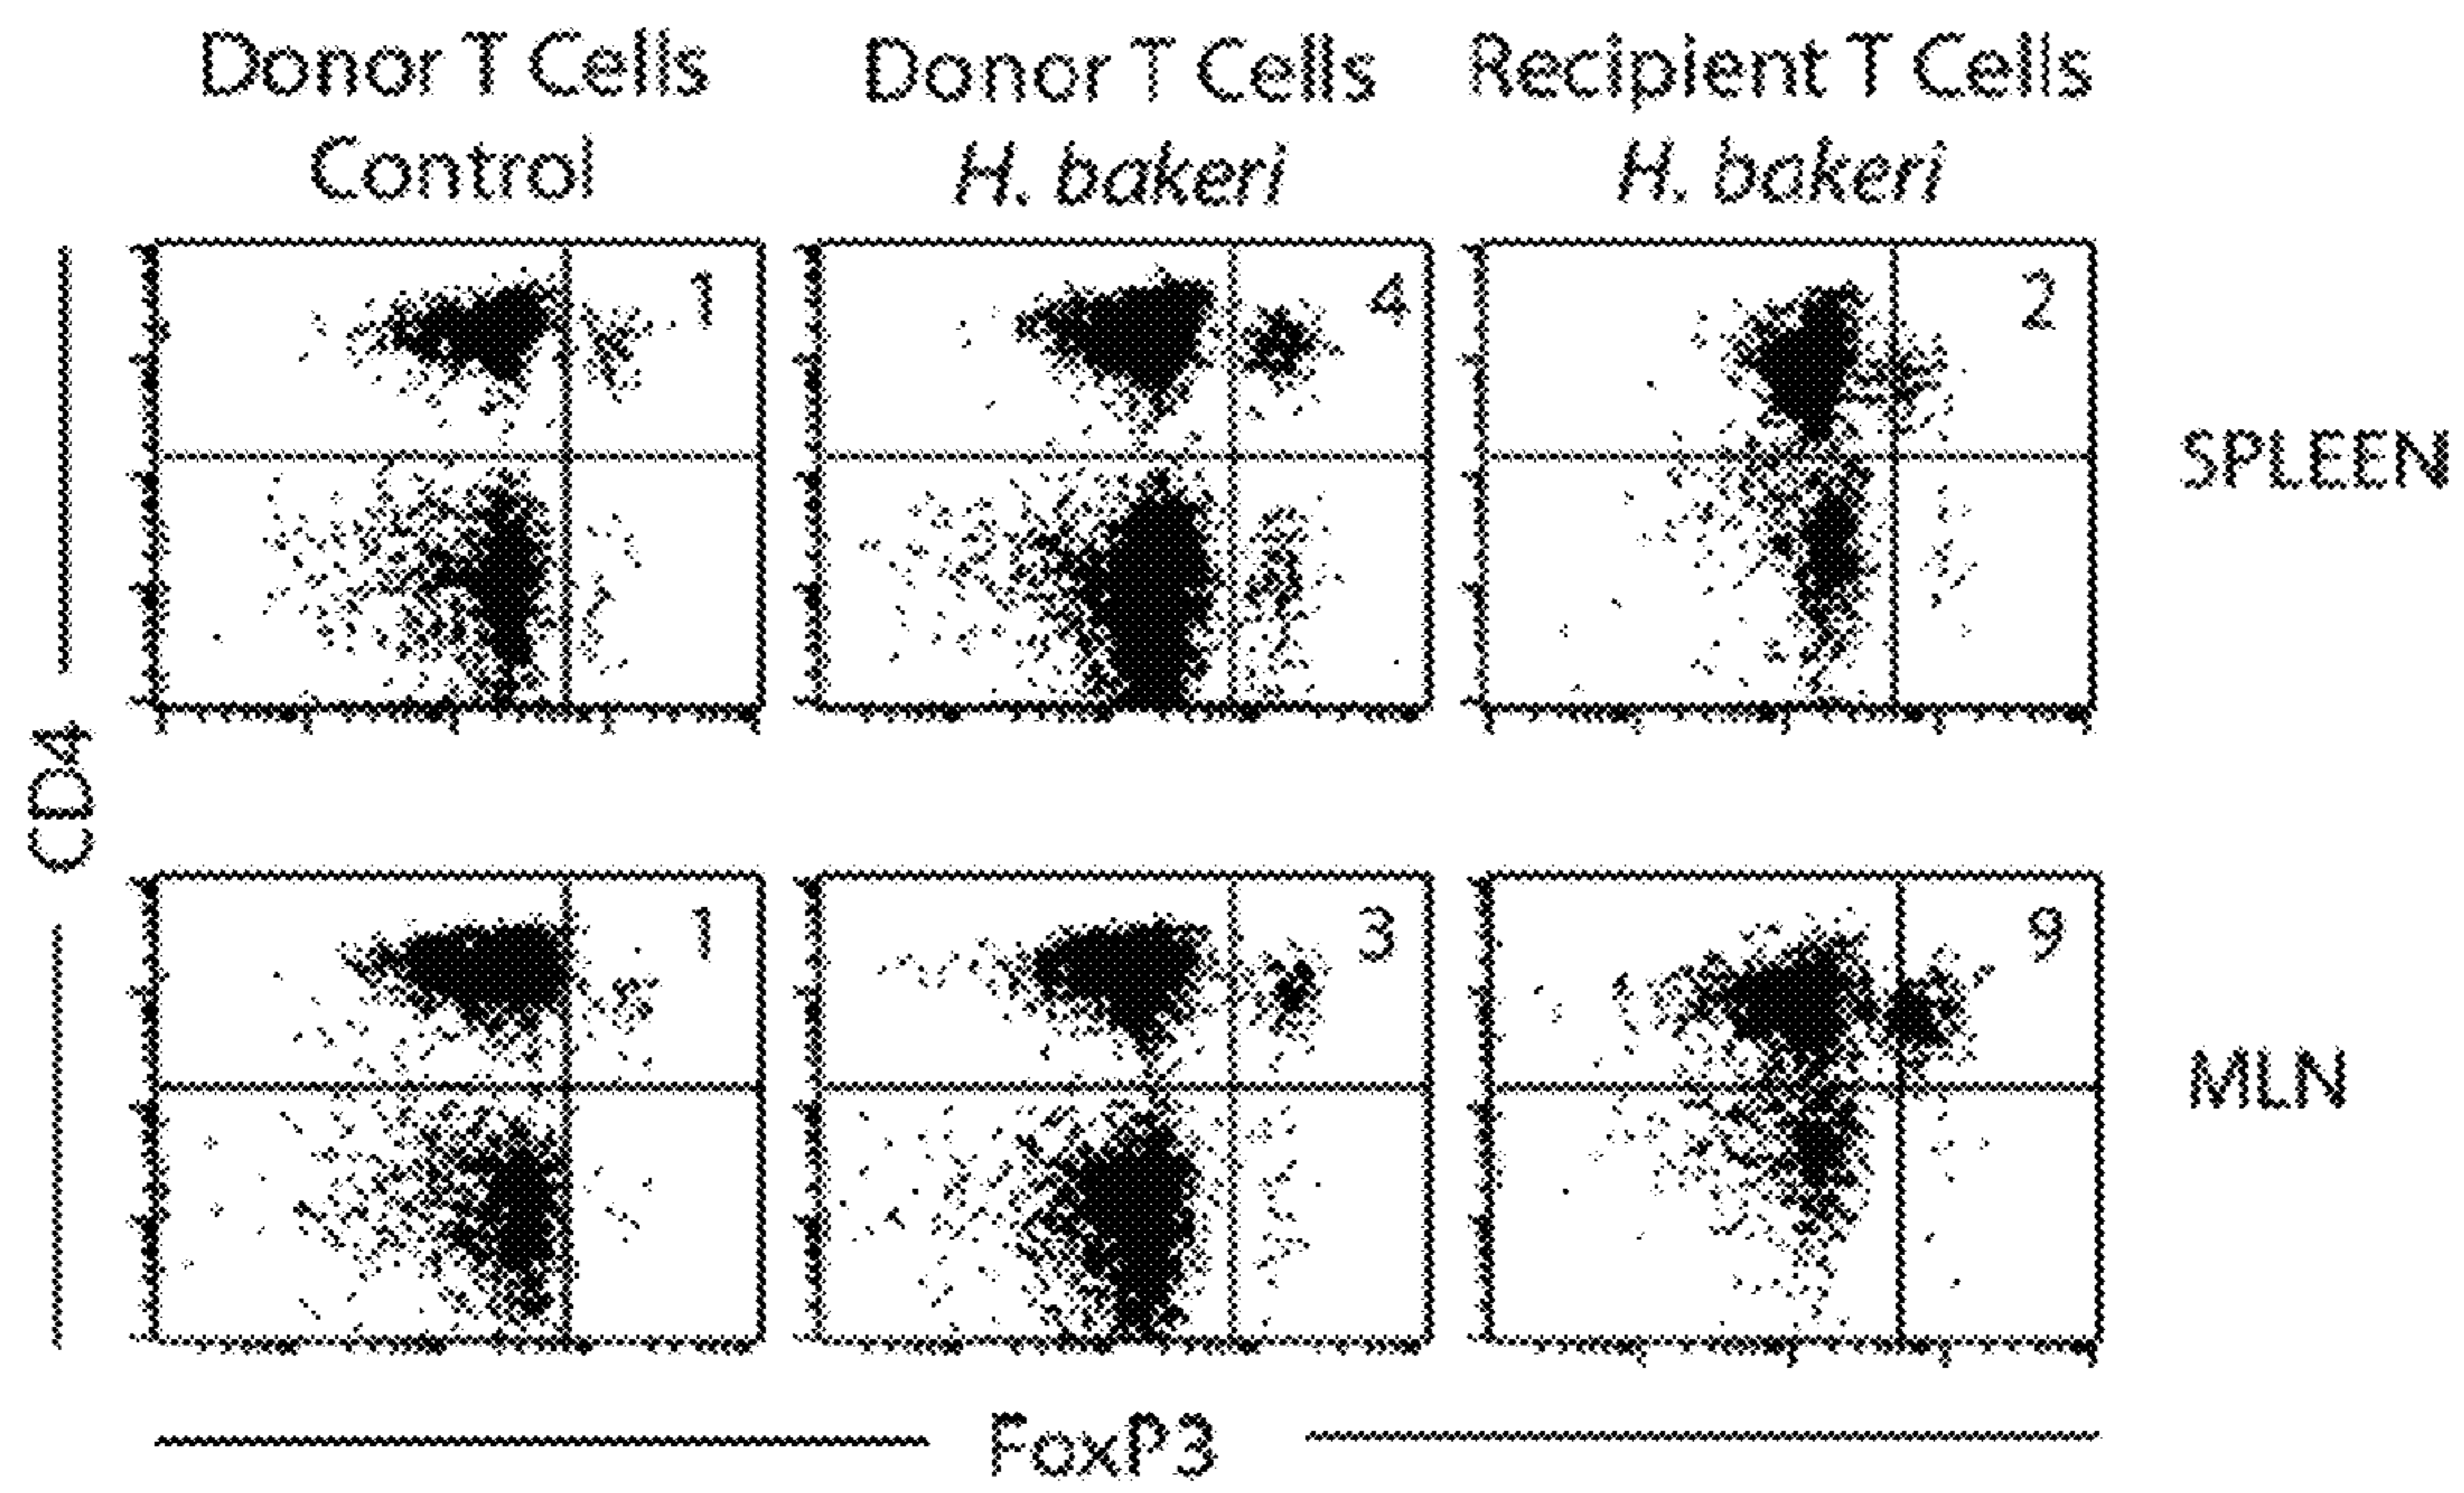 Donor T Cells
Control
Donor T Cells
H. bakeri
Recipient T Cells
H. bakeri
1
4
2
SPLEEN
CD4
1
3
9
MLN
FoxP3